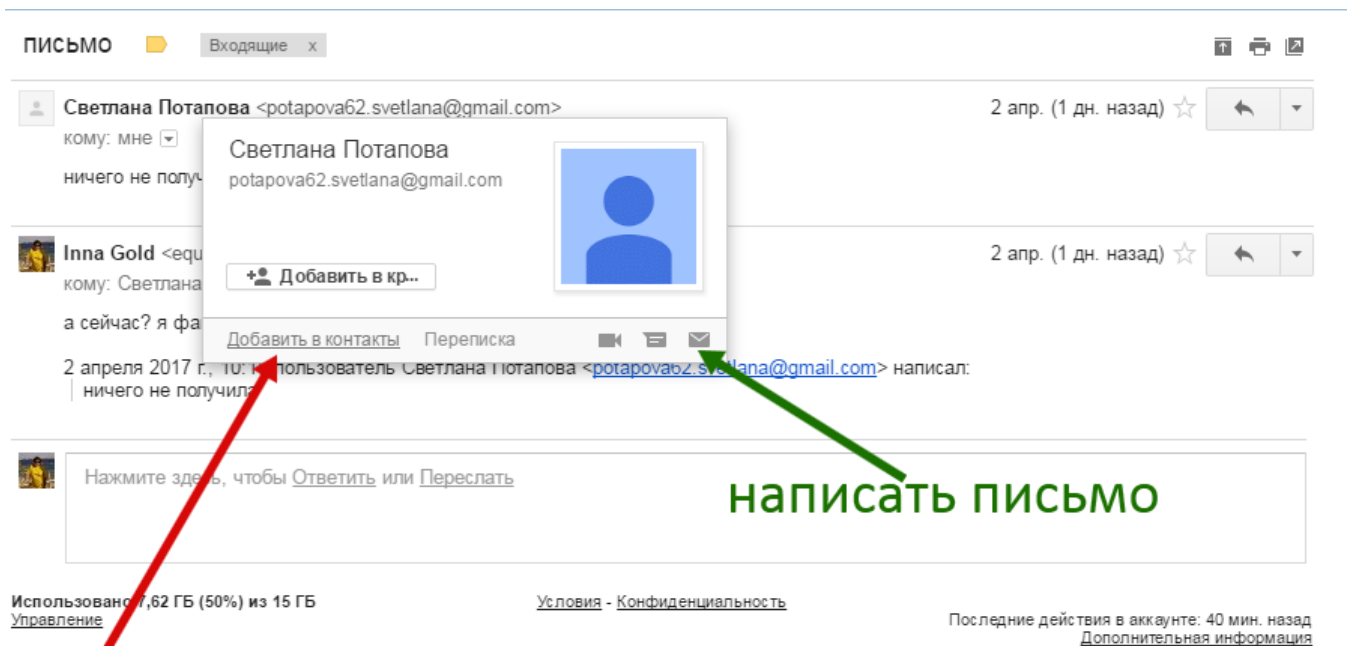 письмо Входящие x
Светлана Потапова <potapova62.svetlana@gmail.com> 2 апр. (1 дн. назад)
кому: мне
Светлана Потапова
potapova62.svetlana@gmail.com
ничего не полу
Inna Gold <equ 2 апр. (1 дн. назад)
Добавить в кр...
кому: Светлана
а сейчас? я фа
Добавить в контакты Переписка
2 апреля 2017 г., 10: пользователь Светлана Потапова <potapova62.svetlana@gmail.com> написал:
ничего не получила
Нажмите здесь, чтобы Ответить или Переслать
написать письмо
Использовано 7,62 ГБ (50%) из 15 ГБ
Управление
Условия - Конфиденциальность
Последние действия в аккаунте: 40 мин. назад
Дополнительная информация